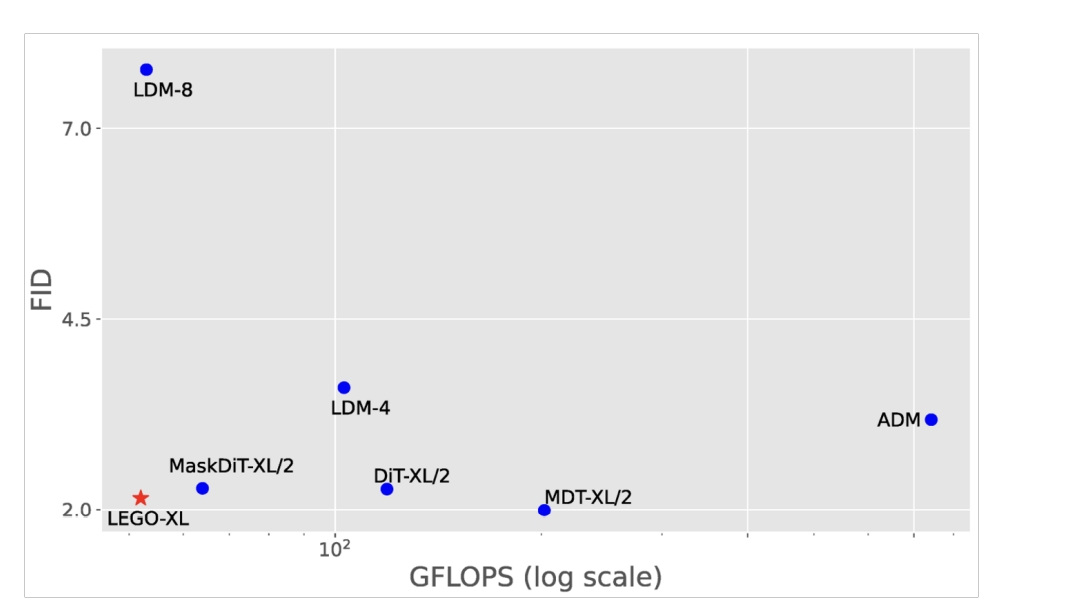 LDM-8
7.0
FID
4.5
LDM-4
ADM
MaskDiT-XL/2
DiT-XL/2
MDT-XL/2
2.0
LEGO-XL
10²
GFLOPS (log scale)